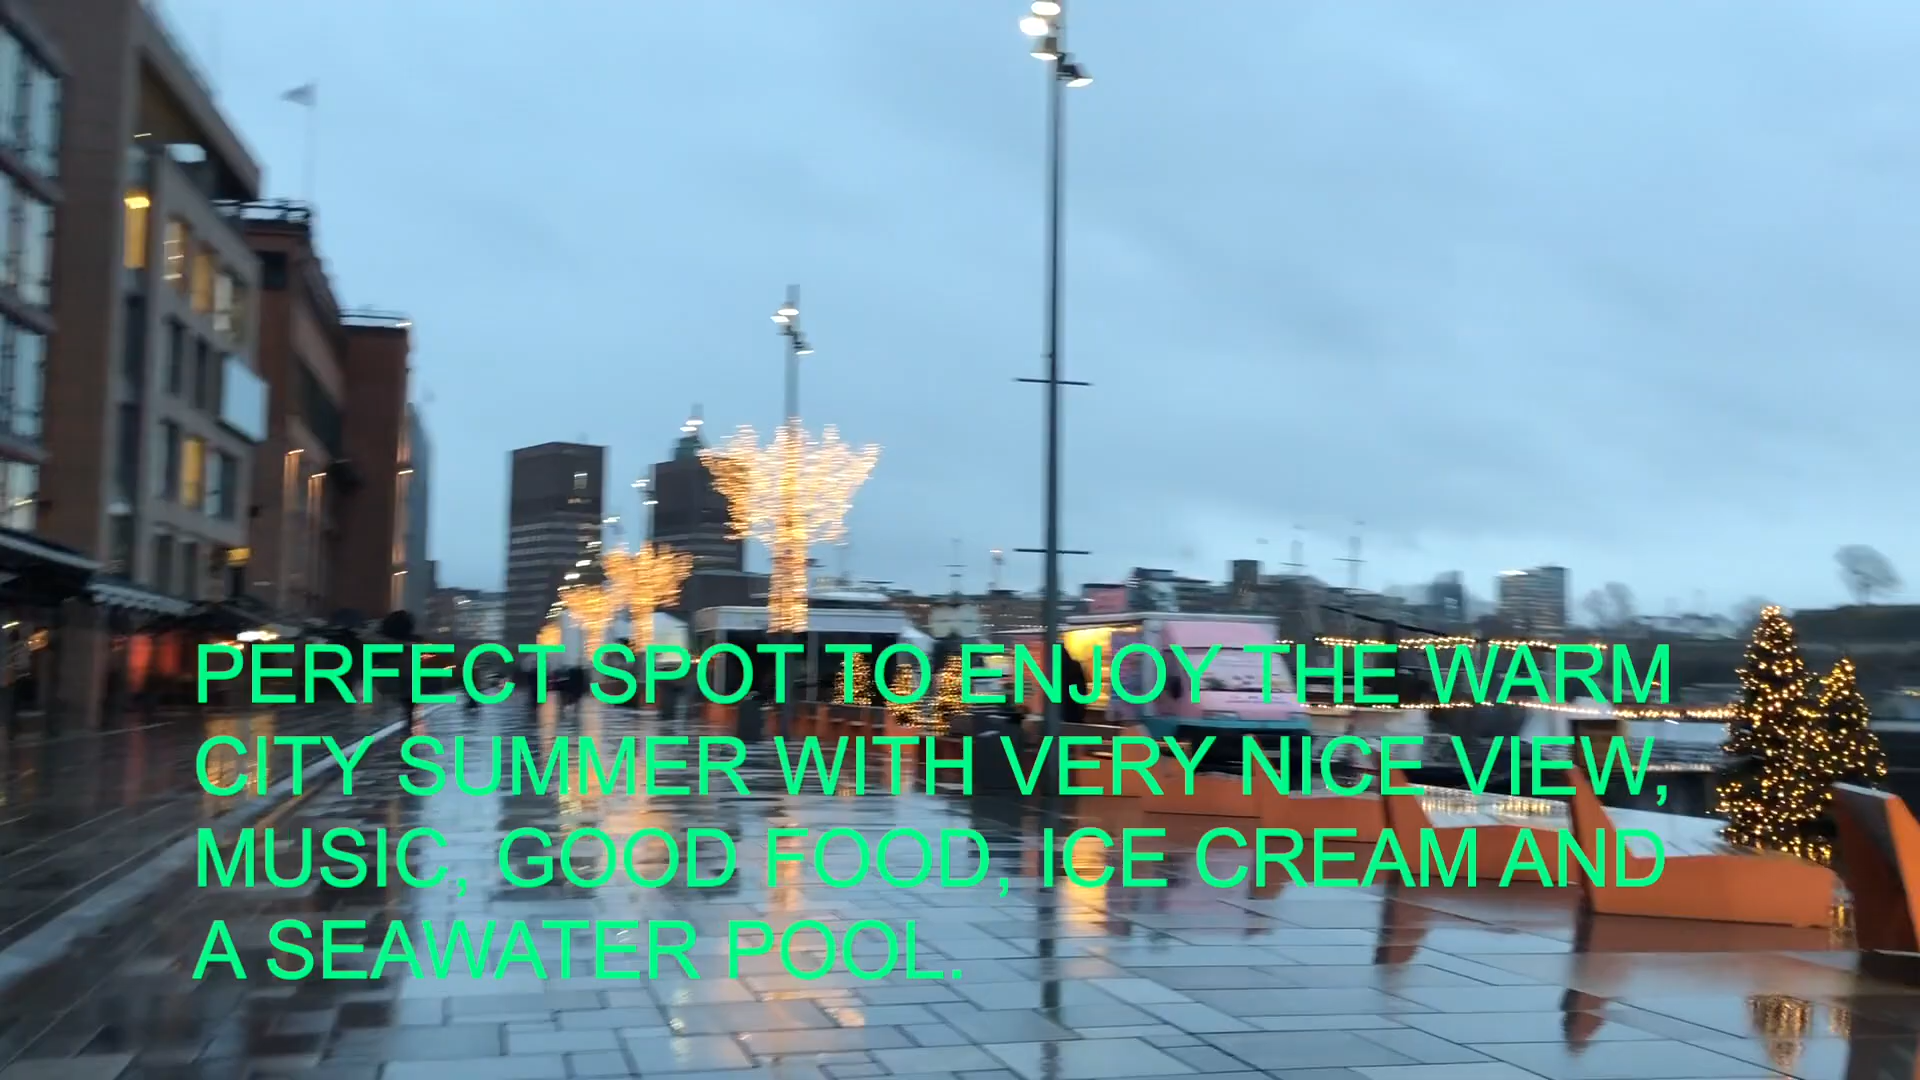 PERFECT SPOT TO ENJOY THE WARM
CITY SUMMER WITH VERY NICE VIEW,
MUSIC, GOOD FOOD, ICE CREAM AND
A SEAWATER POOL.